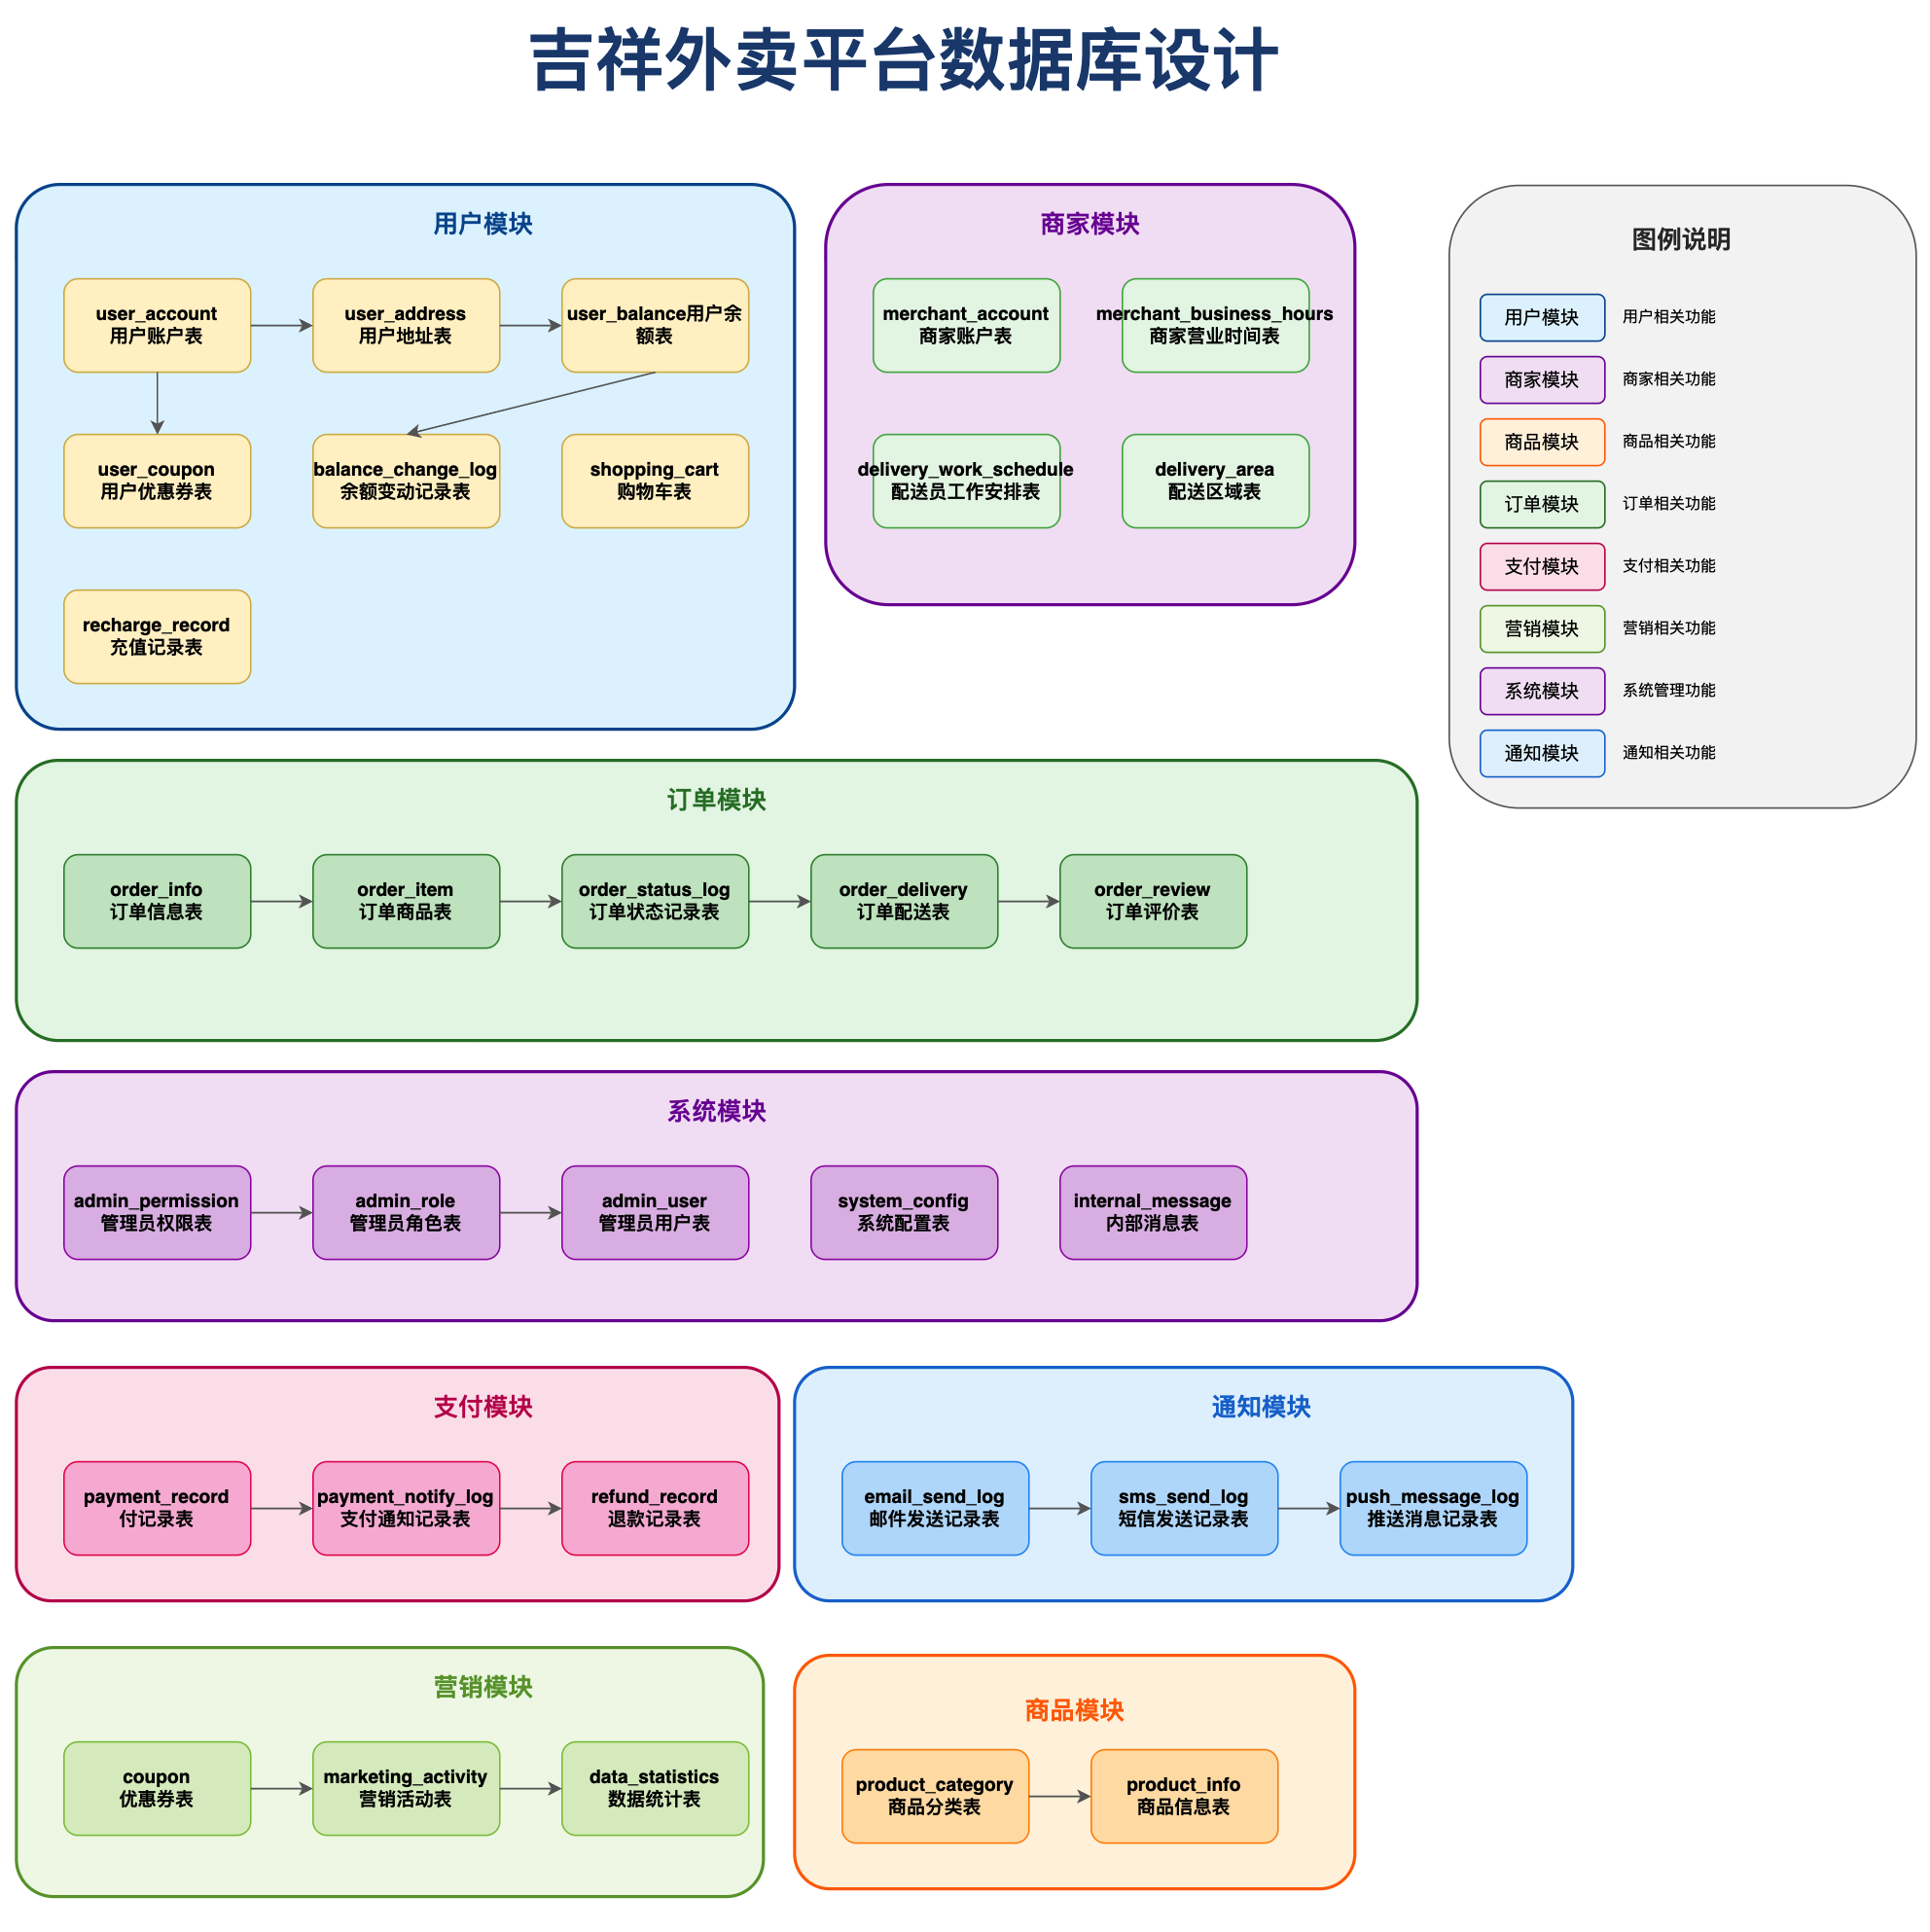 吉祥外卖平台数据库设计
用户模块
user_account
用户账户表
user_address
用户地址表
user_balance用户余
额表
user_coupon
用户优惠券表
balance_change_log
余额变动记录表
shopping_cart
购物车表
recharge_record
充值记录表
商家模块
merchant_account
商家账户表
merchant_business_hours
商家营业时间表
delivery_work_schedule
配送员工作安排表
delivery_area
配送区域表
图例说明
用户模块 用户相关功能
商家模块 商家相关功能
商品模块 商品相关功能
订单模块 订单相关功能
支付模块 支付相关功能
营销模块 营销相关功能
系统模块 系统管理功能
通知模块 通知相关功能
订单模块
order_info
订单信息表
order_item
订单商品表
order_status_log
订单状态记录表
order_delivery
订单配送表
order_review
订单评价表
系统模块
admin_permission
管理员权限表
admin_role
管理员角色表
admin_user
管理员用户表
system_config
系统配置表
internal_message
内部消息表
支付模块
payment_record
付记录表
payment_notify_log
支付通知记录表
refund_record
退款记录表
通知模块
email_send_log
邮件发送记录表
sms_send_log
短信发送记录表
push_message_log
推送消息记录表
营销模块
coupon
优惠券表
marketing_activity
营销活动表
data_statistics
数据统计表
商品模块
product_category
商品分类表
product_info
商品信息表